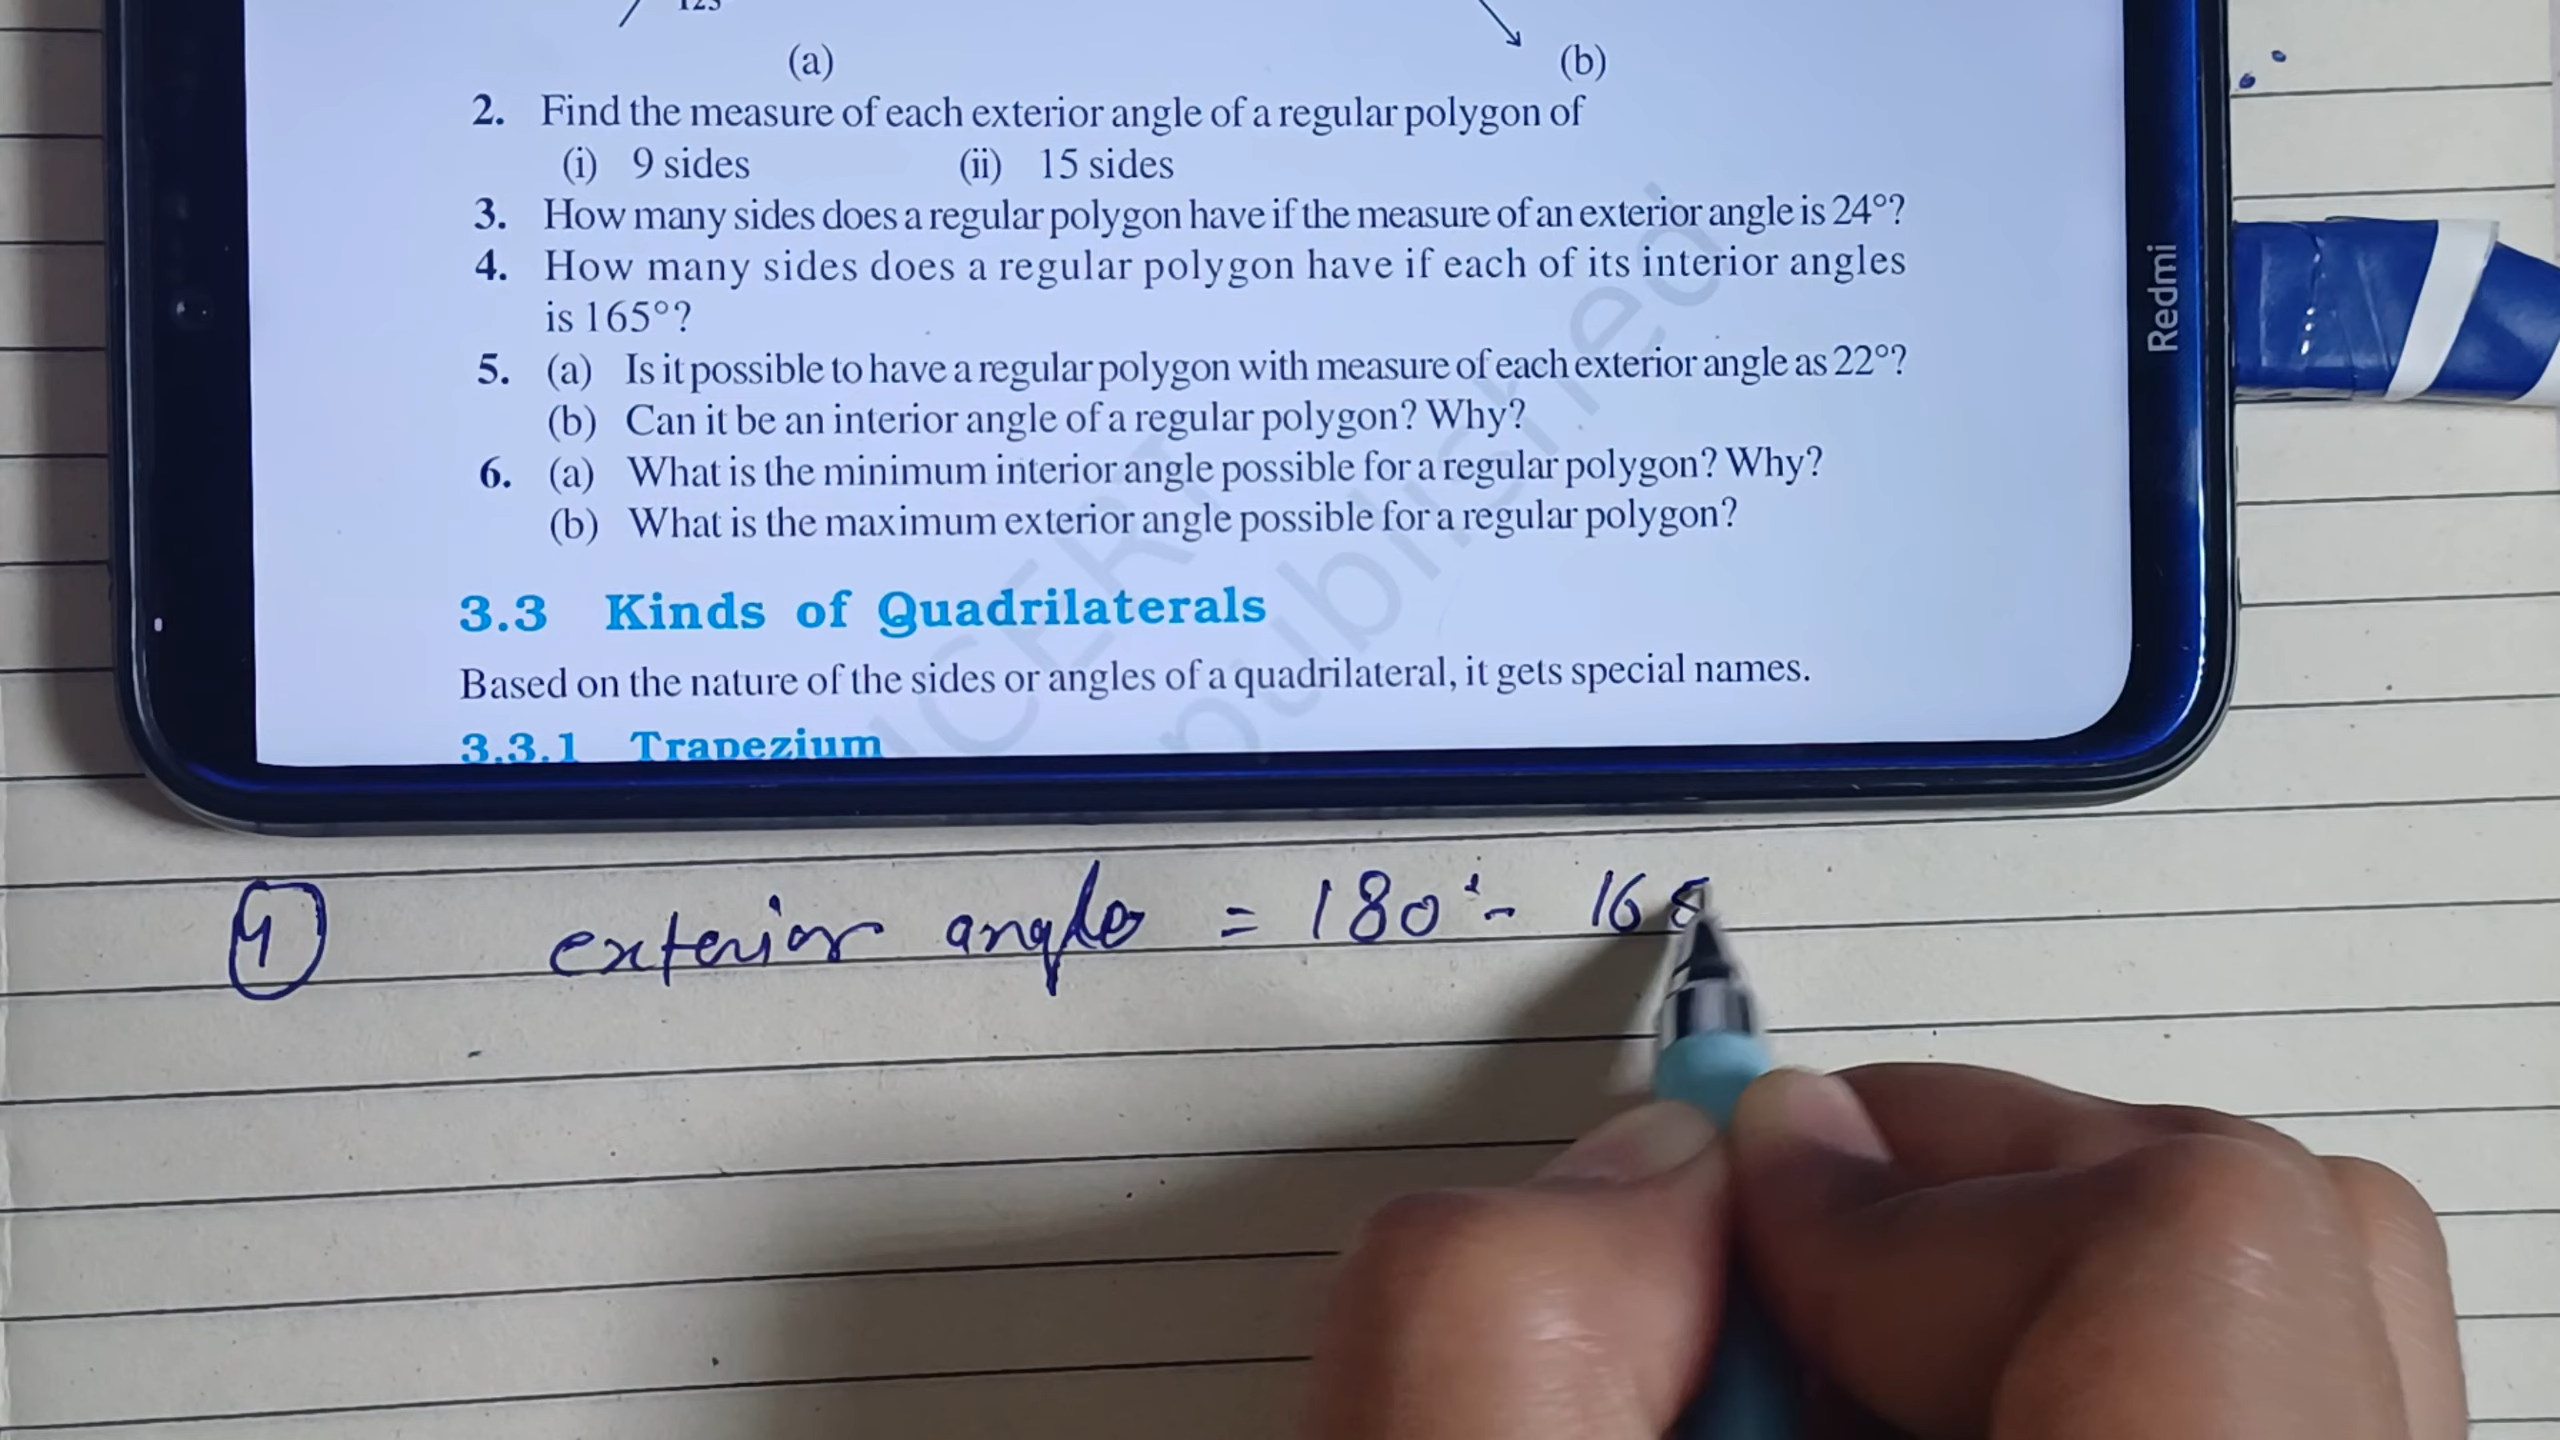 (a) (b)
2. Find the measure of each exterior angle of a regular polygon of
(i) 9 sides (ii) 15 sides
3. How many sides does a regular polygon have if the measure of an exterior angle is 24°?
4. How many sides does a regular polygon have if each of its interior angles
is 165°?
5. (a) Is it possible to have a regular polygon with measure of each exterior angle as 22°?
(b) Can it be an interior angle of a regular polygon? Why?
6. (a) What is the minimum interior angle possible for a regular polygon? Why?
(b) What is the maximum exterior angle possible for a regular polygon?
3.3 Kinds of Quadrilaterals
Based on the nature of the sides or angles of a quadrilateral, it gets special names.
3.3.1 Trapezium
Redmi
published
4 exterior angle = 180° - 165